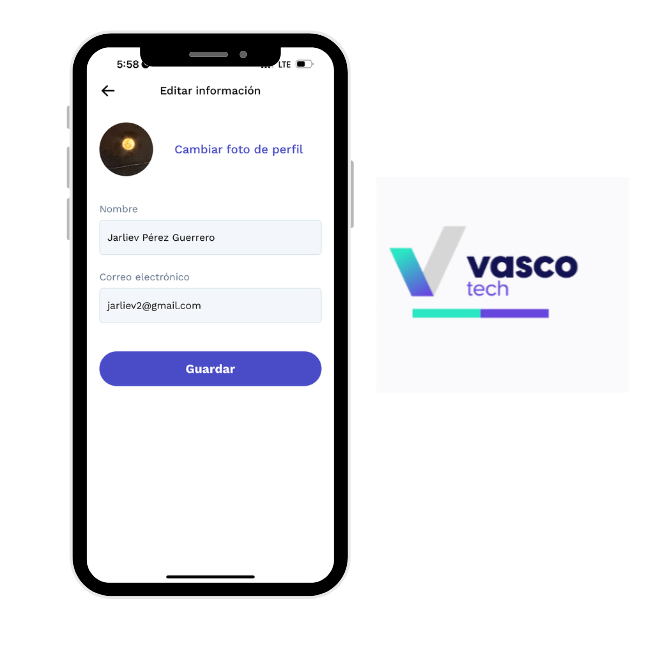 5:58
LTE
Editar información
Cambiar foto de perfil
Nombre
Jarliev Pérez Guerrero
Correo electrónico
jarliev2@gmail.com
Guardar
vasco
tech